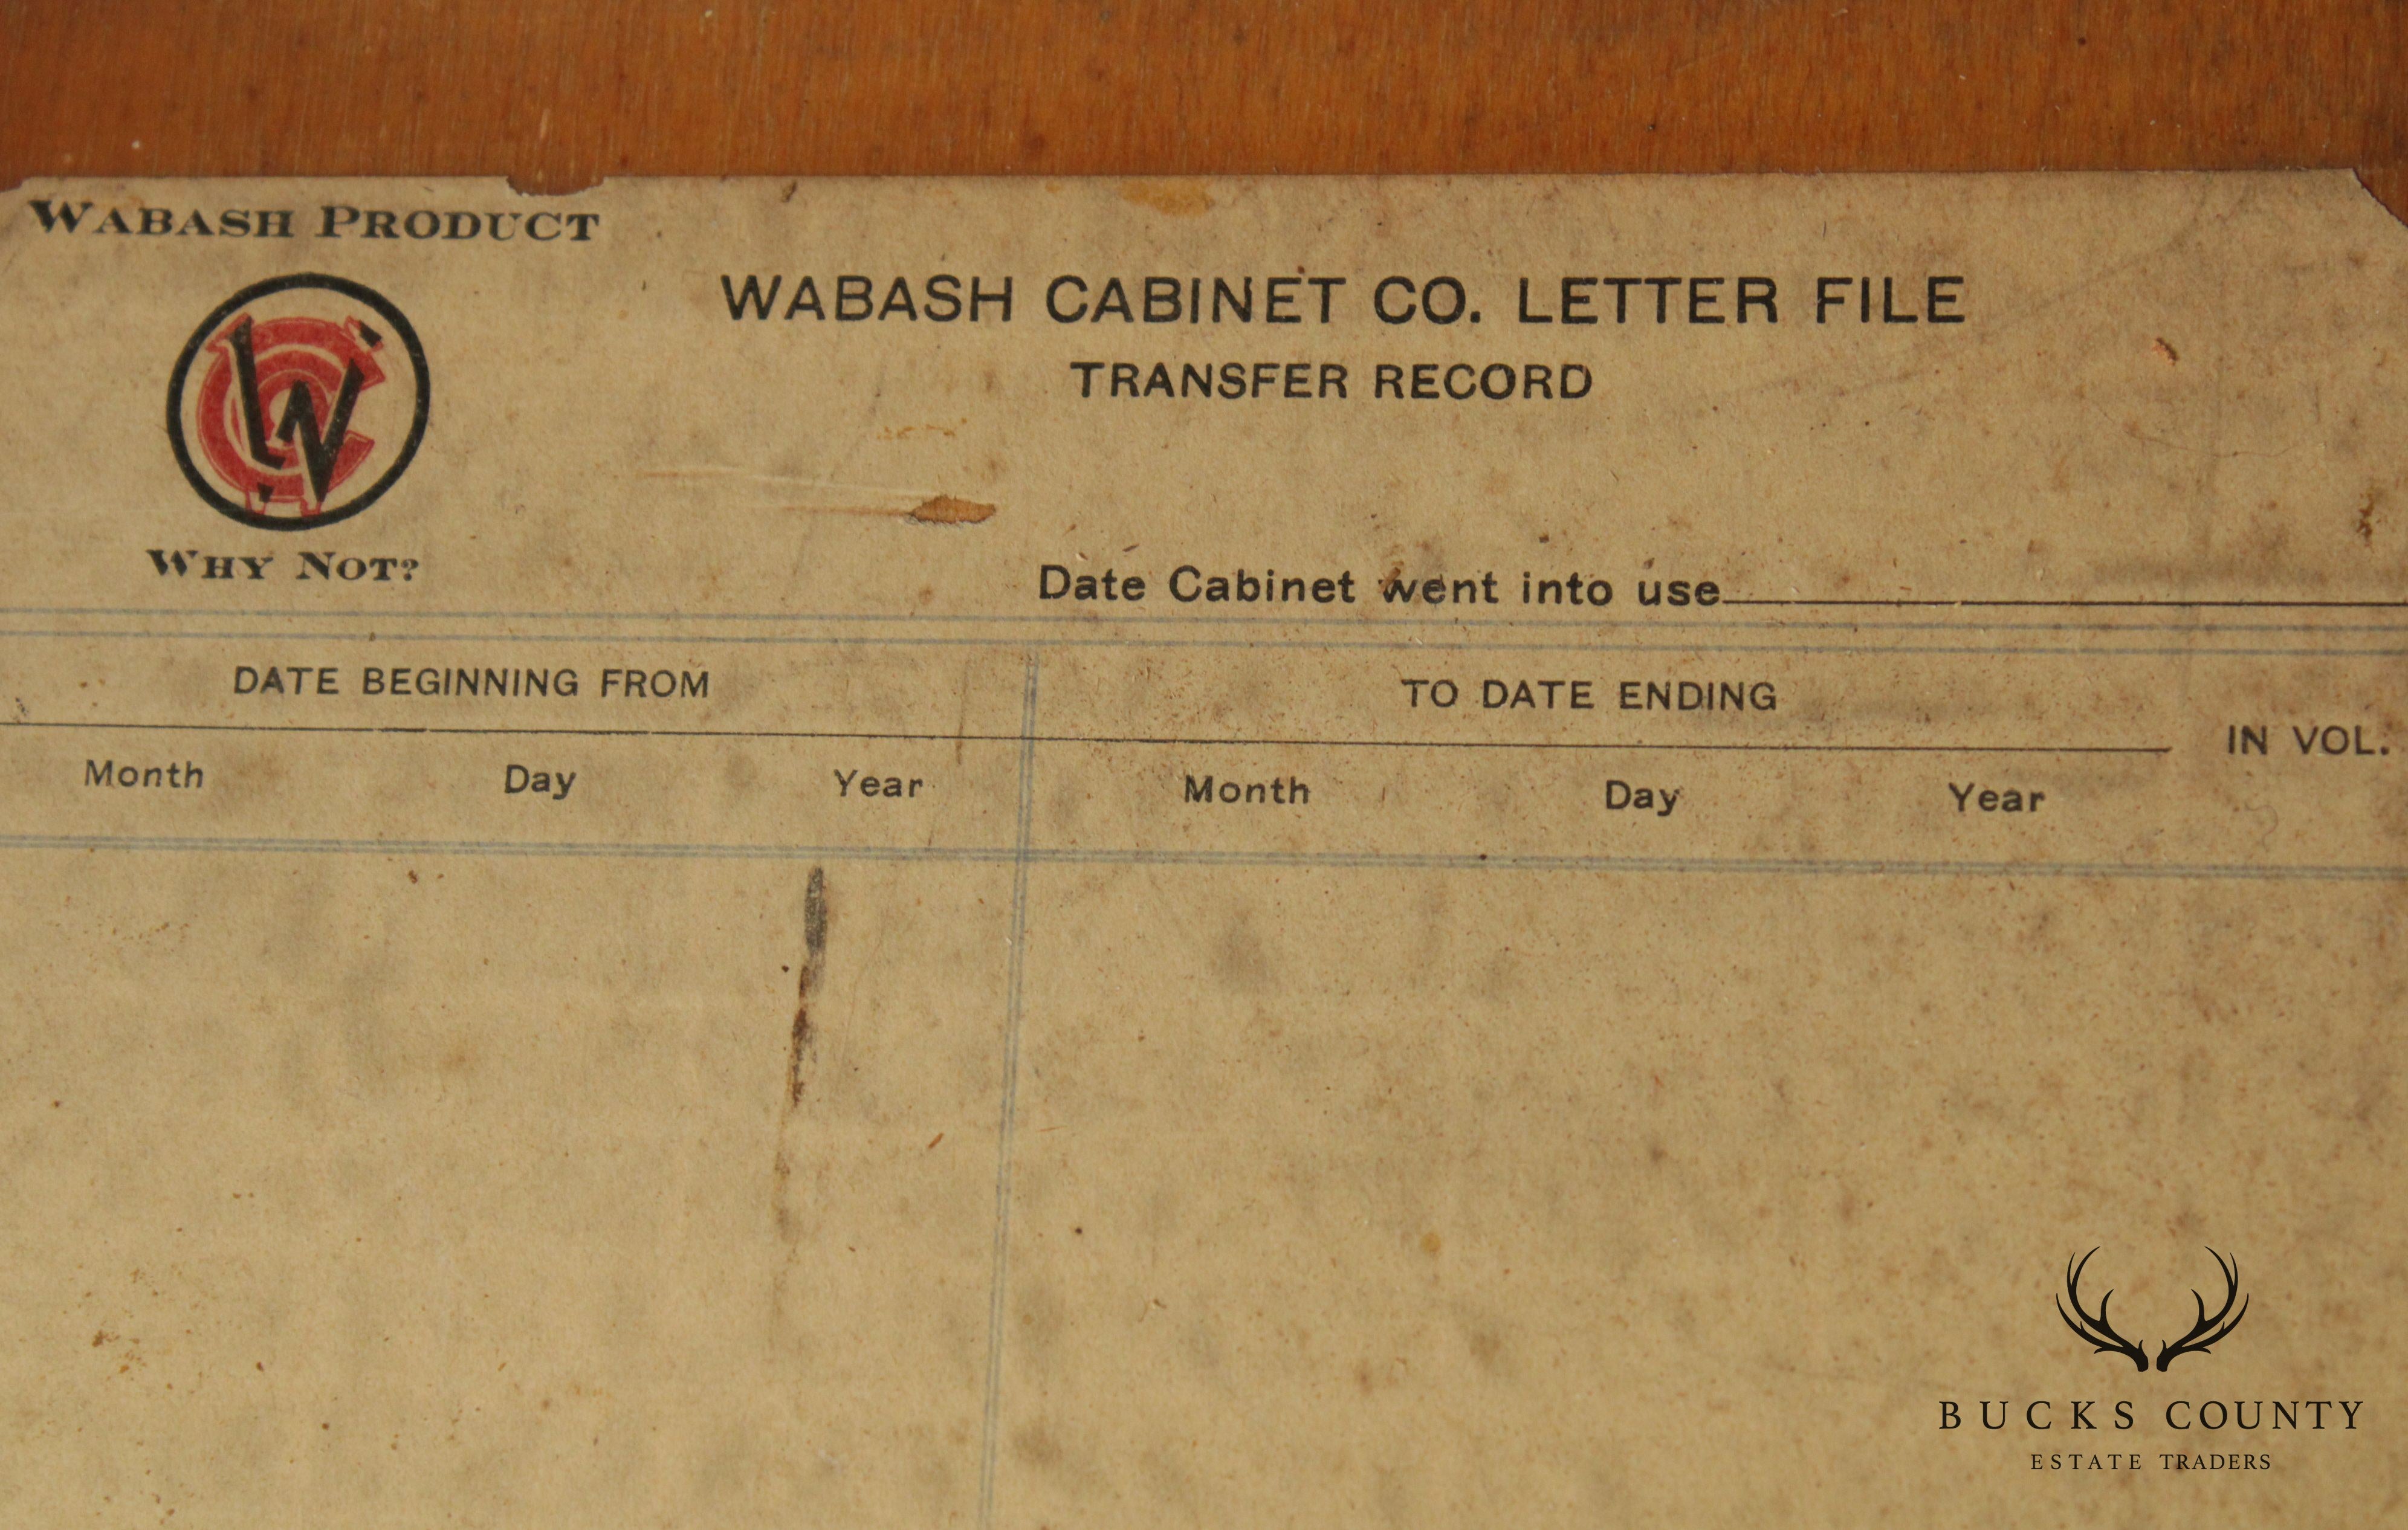 WABASH PRODUCT
WABASH CABINET CO. LETTER FILE
TRANSFER RECORD
WHY NOT?
Date Cabinet went into use
DATE BEGINNING FROM
TO DATE ENDING
IN VOL.
Month Day Year Month Day Year
BUCKS COUNTY
ESTATE TRADERS